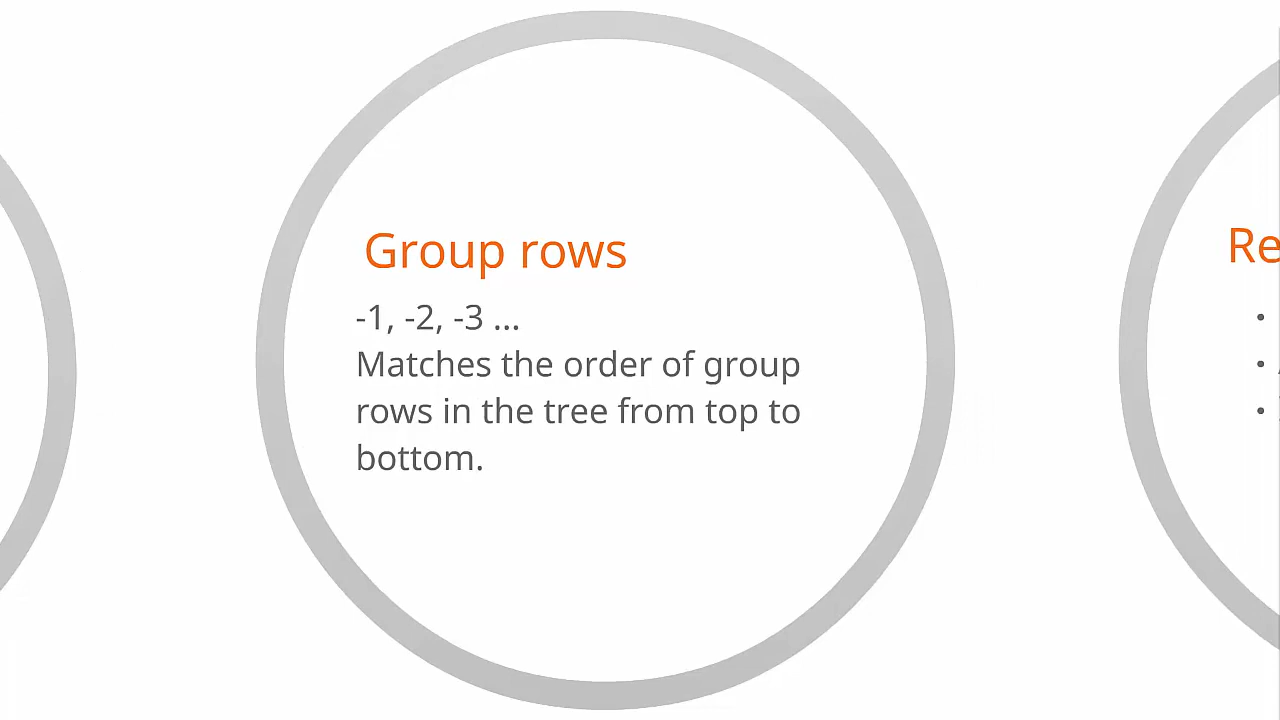 Group rows
-1, -2, -3 ...
Matches the order of group
rows in the tree from top to
bottom.
Re
•
•
•